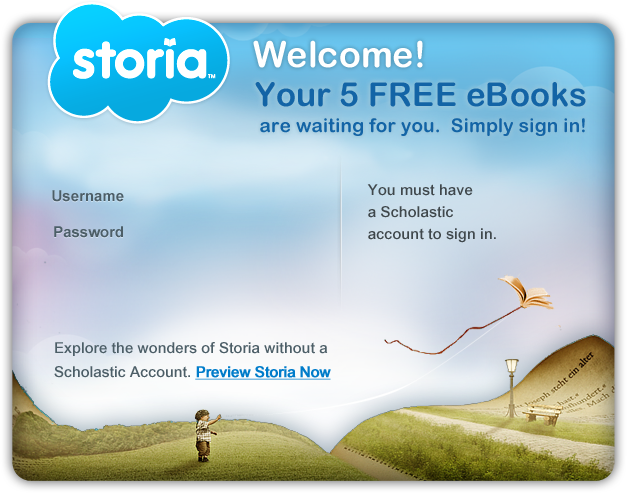 storia™
Welcome!
Your 5 FREE eBooks
are waiting for you. Simply sign in!
Username
Password
You must have
a Scholastic
account to sign in.
Explore the wonders of Storia without a
Scholastic Account. Preview Storia Now
Joseph steht ein alter